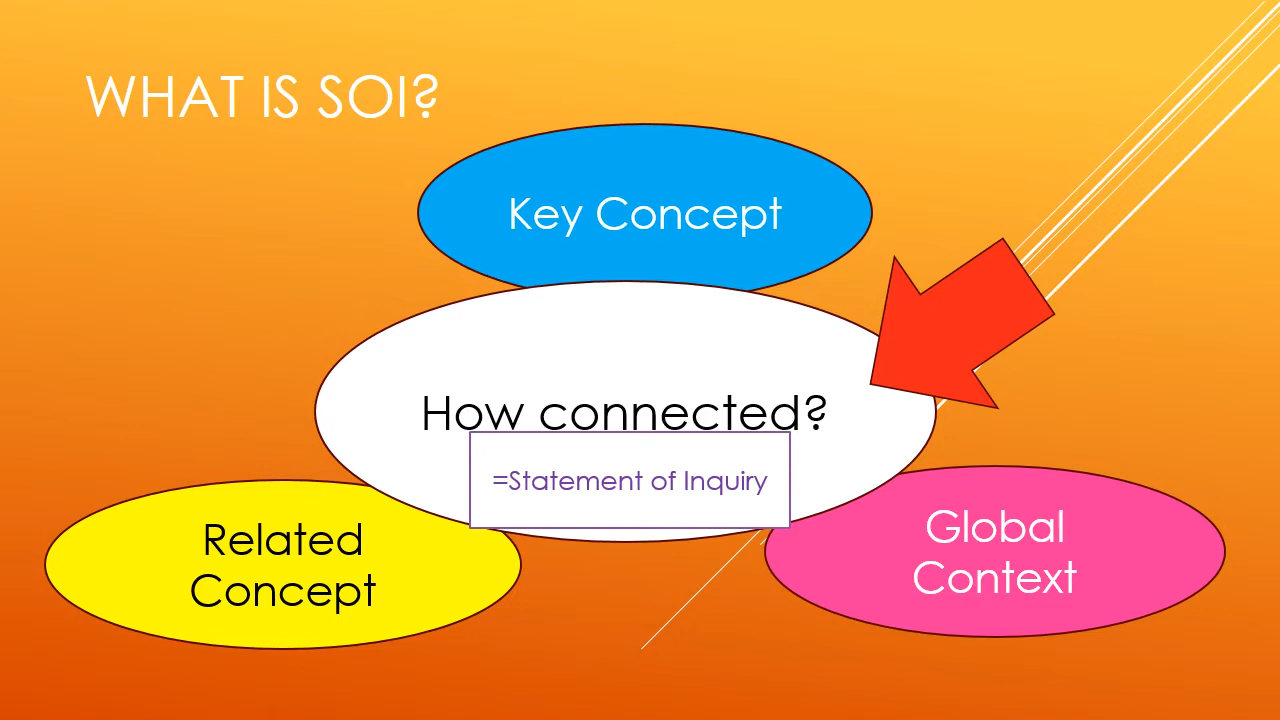 WHAT IS SOI?
Key Concept
How connected?
=Statement of Inquiry
Related
Concept
Global
Context